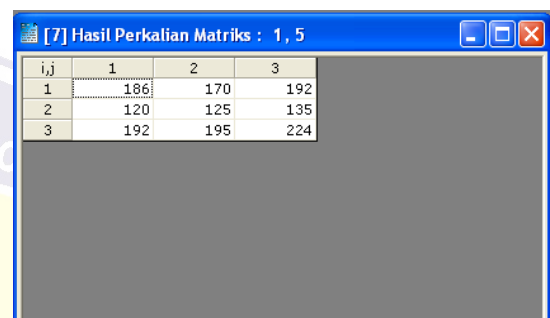 [7] Hasil Perkalian Matriks : 1 , 5
i,j 1 2 3
1 186 170 192
2 120 125 135
3 192 195 224